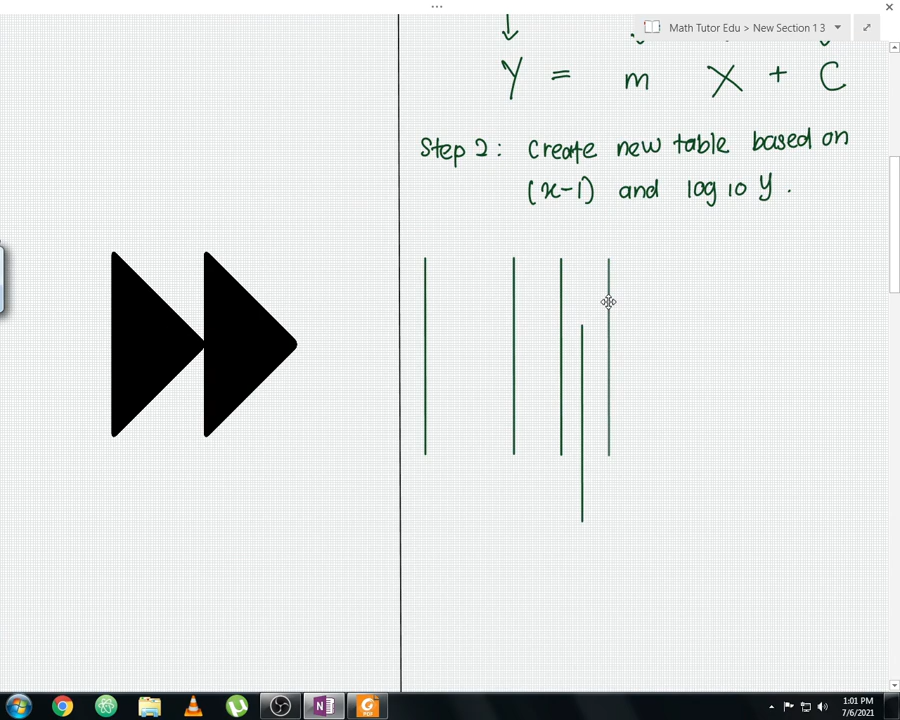 Math Tutor Edu > New Section 1 3
Y = m X + C
Step 2: Create new table based on
(x-1) and log 10 y.
1:01 PM
7/6/2021